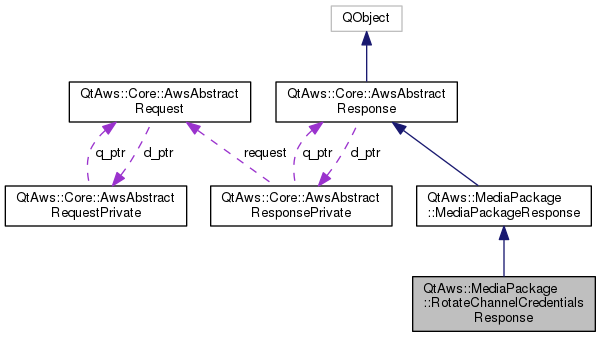 QObject
QtAws::Core::AwsAbstract
Request
QtAws::Core::AwsAbstract
Response
q_ptr
d_ptr
request
q_ptr
d_ptr
QtAws::Core::AwsAbstract
RequestPrivate
QtAws::Core::AwsAbstract
ResponsePrivate
QtAws::MediaPackage
::MediaPackageResponse
QtAws::MediaPackage
::RotateChannelCredentials
Response